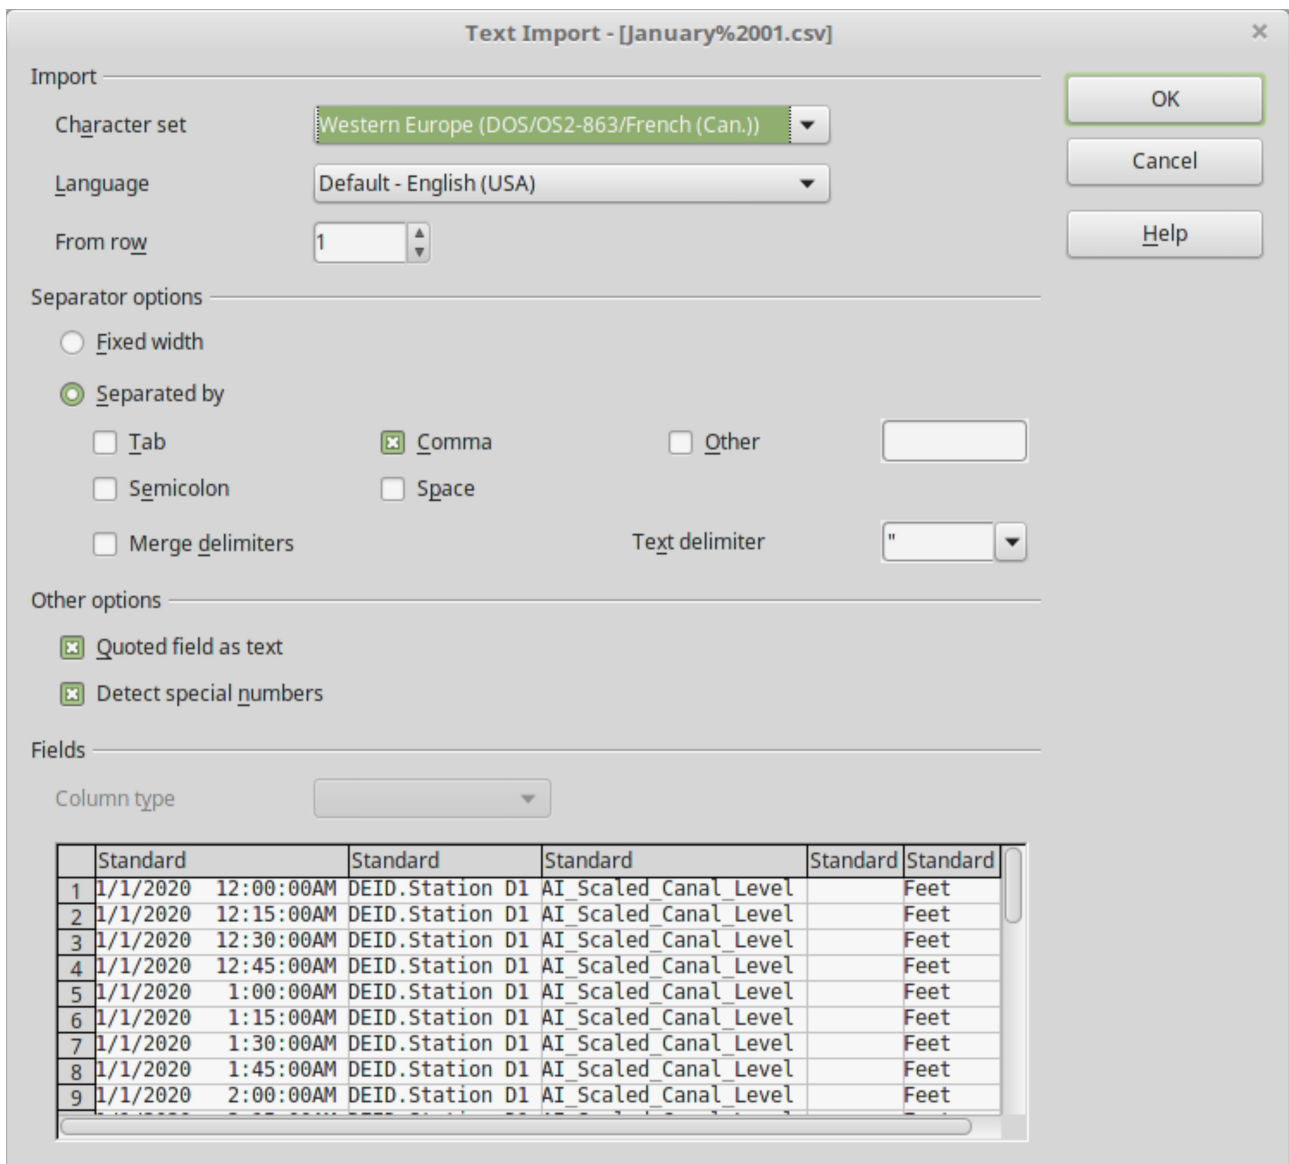 Text Import - [January%2001.csv]
Import
OK
Character set
Western Europe (DOS/OS2-863/French (Can.))
Cancel
Language
Default - English (USA)
From row
1
Help
Separator options
Fixed width
Separated by
Tab
Comma
Other
Semicolon
Space
Merge delimiters
Text delimiter
"
Other options
Quoted field as text
Detect special numbers
Fields
Column type
Standard Standard Standard Standard Standard
1 1/1/2020 12:00:00AM DEID.Station D1 AI_Scaled_Canal_Level Feet
2 1/1/2020 12:15:00AM DEID.Station D1 AI_Scaled_Canal_Level Feet
3 1/1/2020 12:30:00AM DEID.Station D1 AI_Scaled_Canal_Level Feet
4 1/1/2020 12:45:00AM DEID.Station D1 AI_Scaled_Canal_Level Feet
5 1/1/2020 1:00:00AM DEID.Station D1 AI_Scaled_Canal_Level Feet
6 1/1/2020 1:15:00AM DEID.Station D1 AI_Scaled_Canal_Level Feet
7 1/1/2020 1:30:00AM DEID.Station D1 AI_Scaled_Canal_Level Feet
8 1/1/2020 1:45:00AM DEID.Station D1 AI_Scaled_Canal_Level Feet
9 1/1/2020 2:00:00AM DEID.Station D1 AI_Scaled_Canal_Level Feet